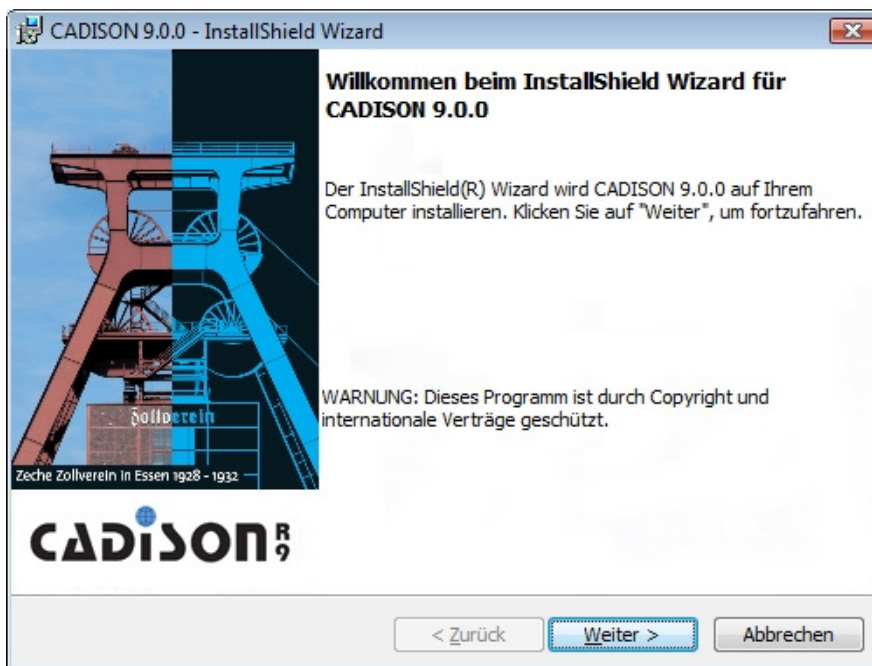 CADISON 9.0.0 - InstallShield Wizard
Willkommen beim InstallShield Wizard für
CADISON 9.0.0
Der InstallShield(R) Wizard wird CADISON 9.0.0 auf Ihrem
Computer installieren. Klicken Sie auf "Weiter", um fortzufahren.
WARNUNG: Dieses Programm ist durch Copyright und
internationale Verträge geschützt.
Zollverein
Zeche Zollverein in Essen 1928 - 1932
CADISON R9
< Zurück
Weiter >
Abbrechen